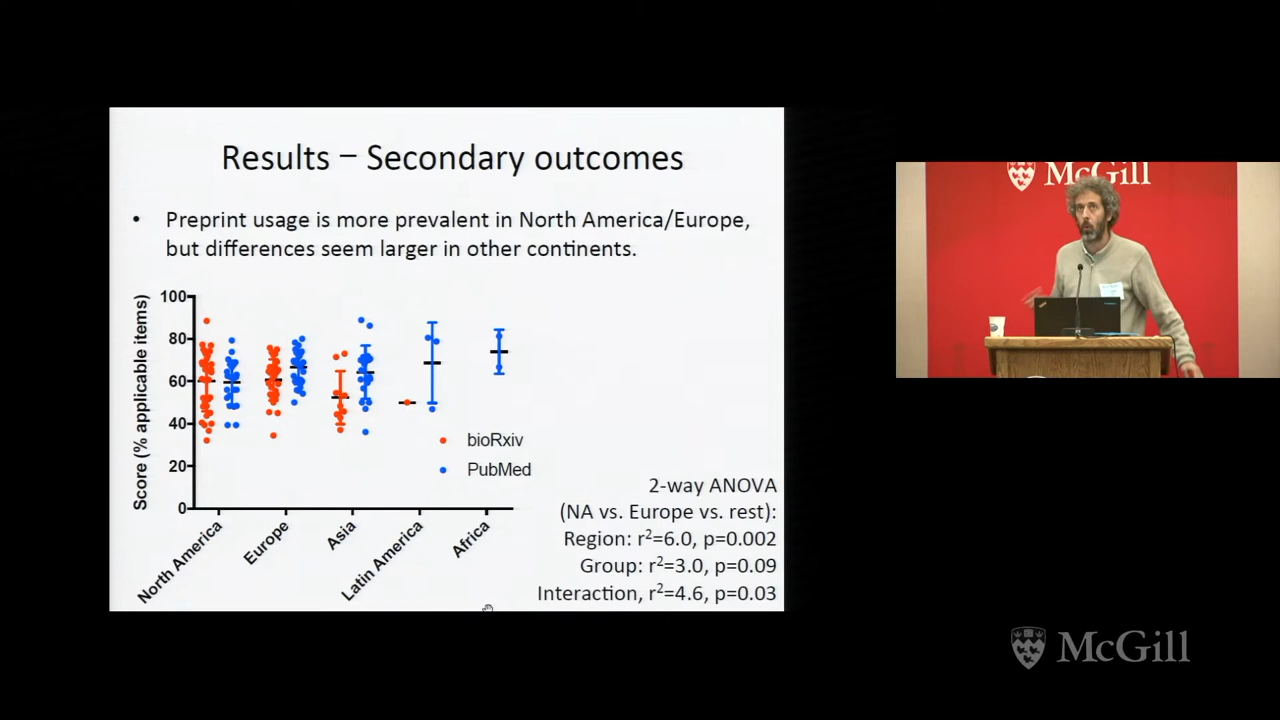 Results – Secondary outcomes
• Preprint usage is more prevalent in North America/Europe,
but differences seem larger in other continents.
Score (% applicable items)
100
80
60
40
20
0
North America
Europe
Asia
Latin America
Africa
bioRxiv
PubMed
2-way ANOVA
(NA vs. Europe vs. rest):
Region: r²=6.0, p=0.002
Group: r²=3.0, p=0.09
Interaction, r²=4.6, p=0.03
McGill
McGill